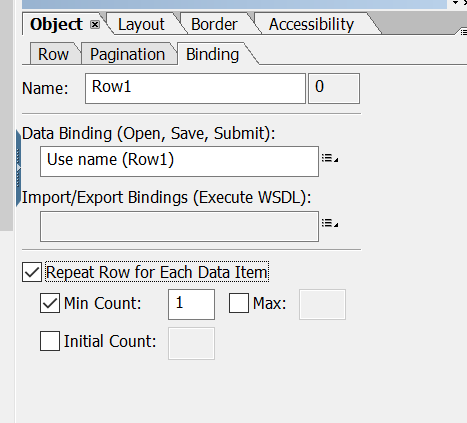 Object Layout Border Accessibility
Row Pagination Binding
Name: Row1 0
Data Binding (Open, Save, Submit):
Use name (Row1)
Import/Export Bindings (Execute WSDL):
Repeat Row for Each Data Item
Min Count: 1 Max:
Initial Count: